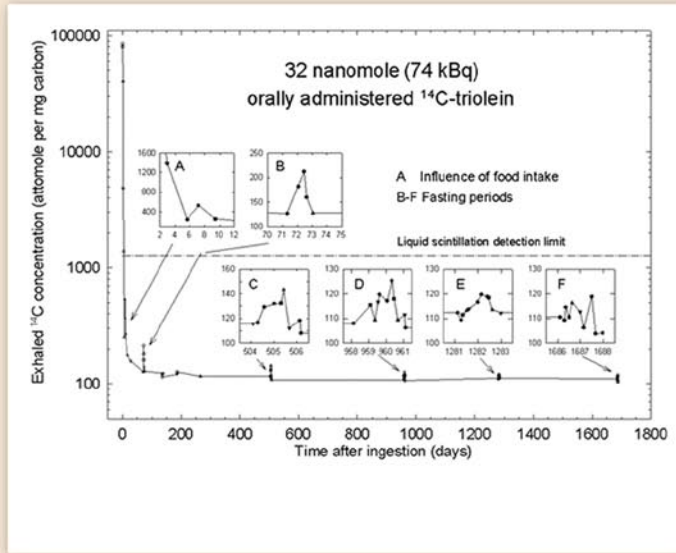 32 nanomole (74 kBq)
orally administered ¹⁴C-triolein
A Influence of food intake
B-F Fasting periods
Liquid scintillation detection limit
Exhaled ¹⁴C concentration (attomole per mg carbon)
100000
10000
1000
100
A
1600
1200
800
400
2 4 6 8 10 12
B
250
200
150
100
70 71 72 73 74 75
C
160
140
120
100
504 505 506
D
130
120
110
100
958 959 960 961
E
130
120
110
100
1281 1282 1283
F
130
120
110
100
1686 1687 1688
0 200 400 600 800 1000 1200 1400 1600 1800
Time after ingestion (days)